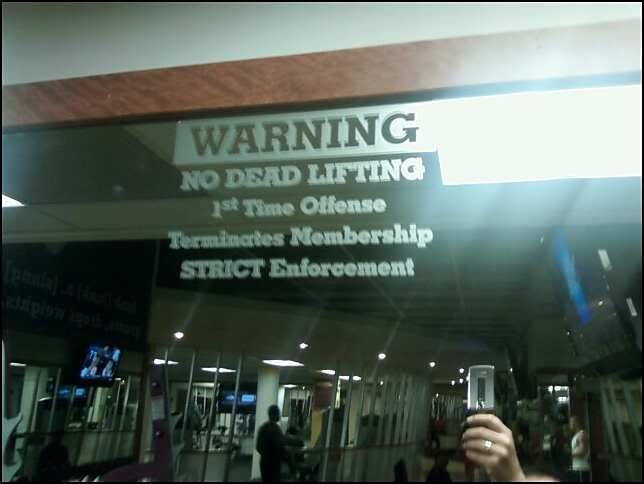 WARNING
NO DEAD LIFTING
1st Time Offense
Terminates Membership
STRICT Enforcement